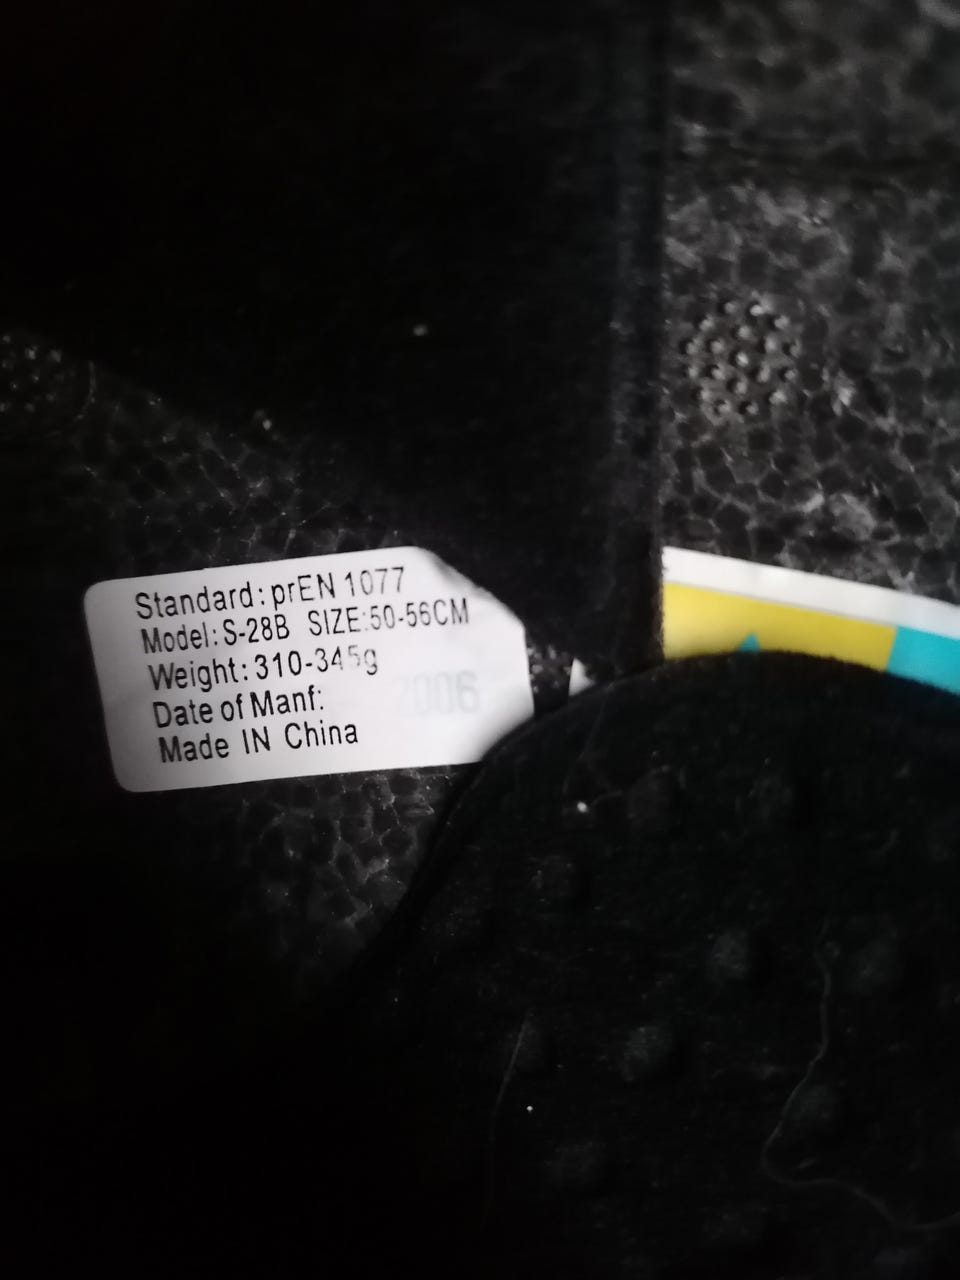 Standard: prEN 1077
Model: S-28B SIZE:50-56CM
Weight: 310-345g
Date of Manf: 2006
Made IN China